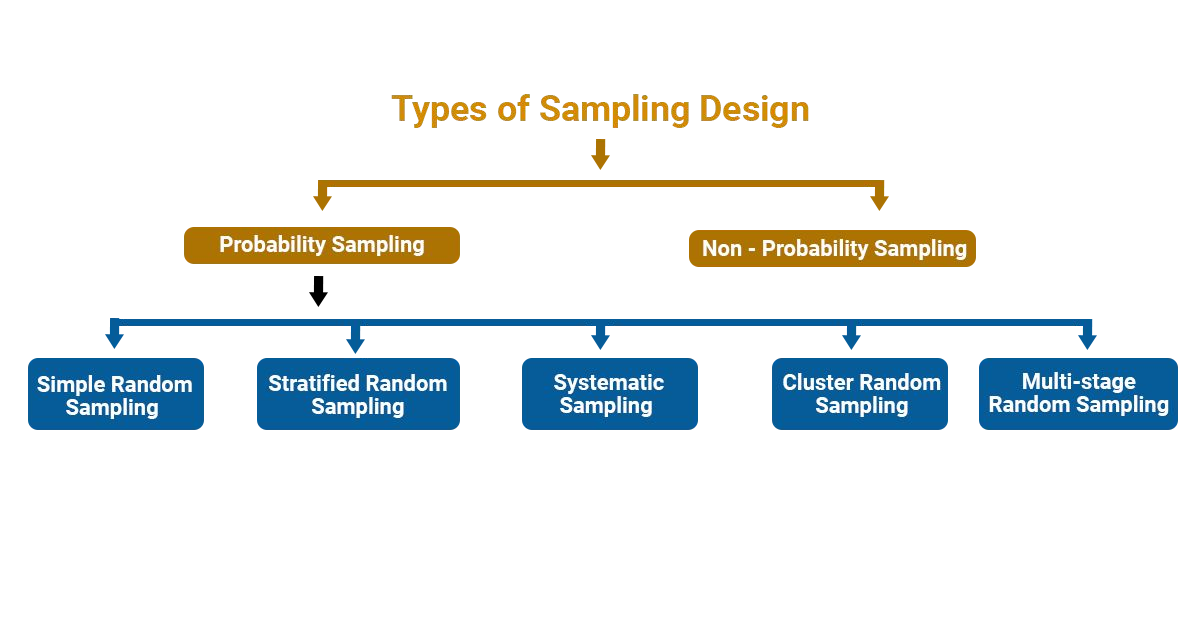 Types of Sampling Design
Probability Sampling
Non - Probability Sampling
Simple Random
Sampling
Stratified Random
Sampling
Systematic
Sampling
Cluster Random
Sampling
Multi-stage
Random Sampling